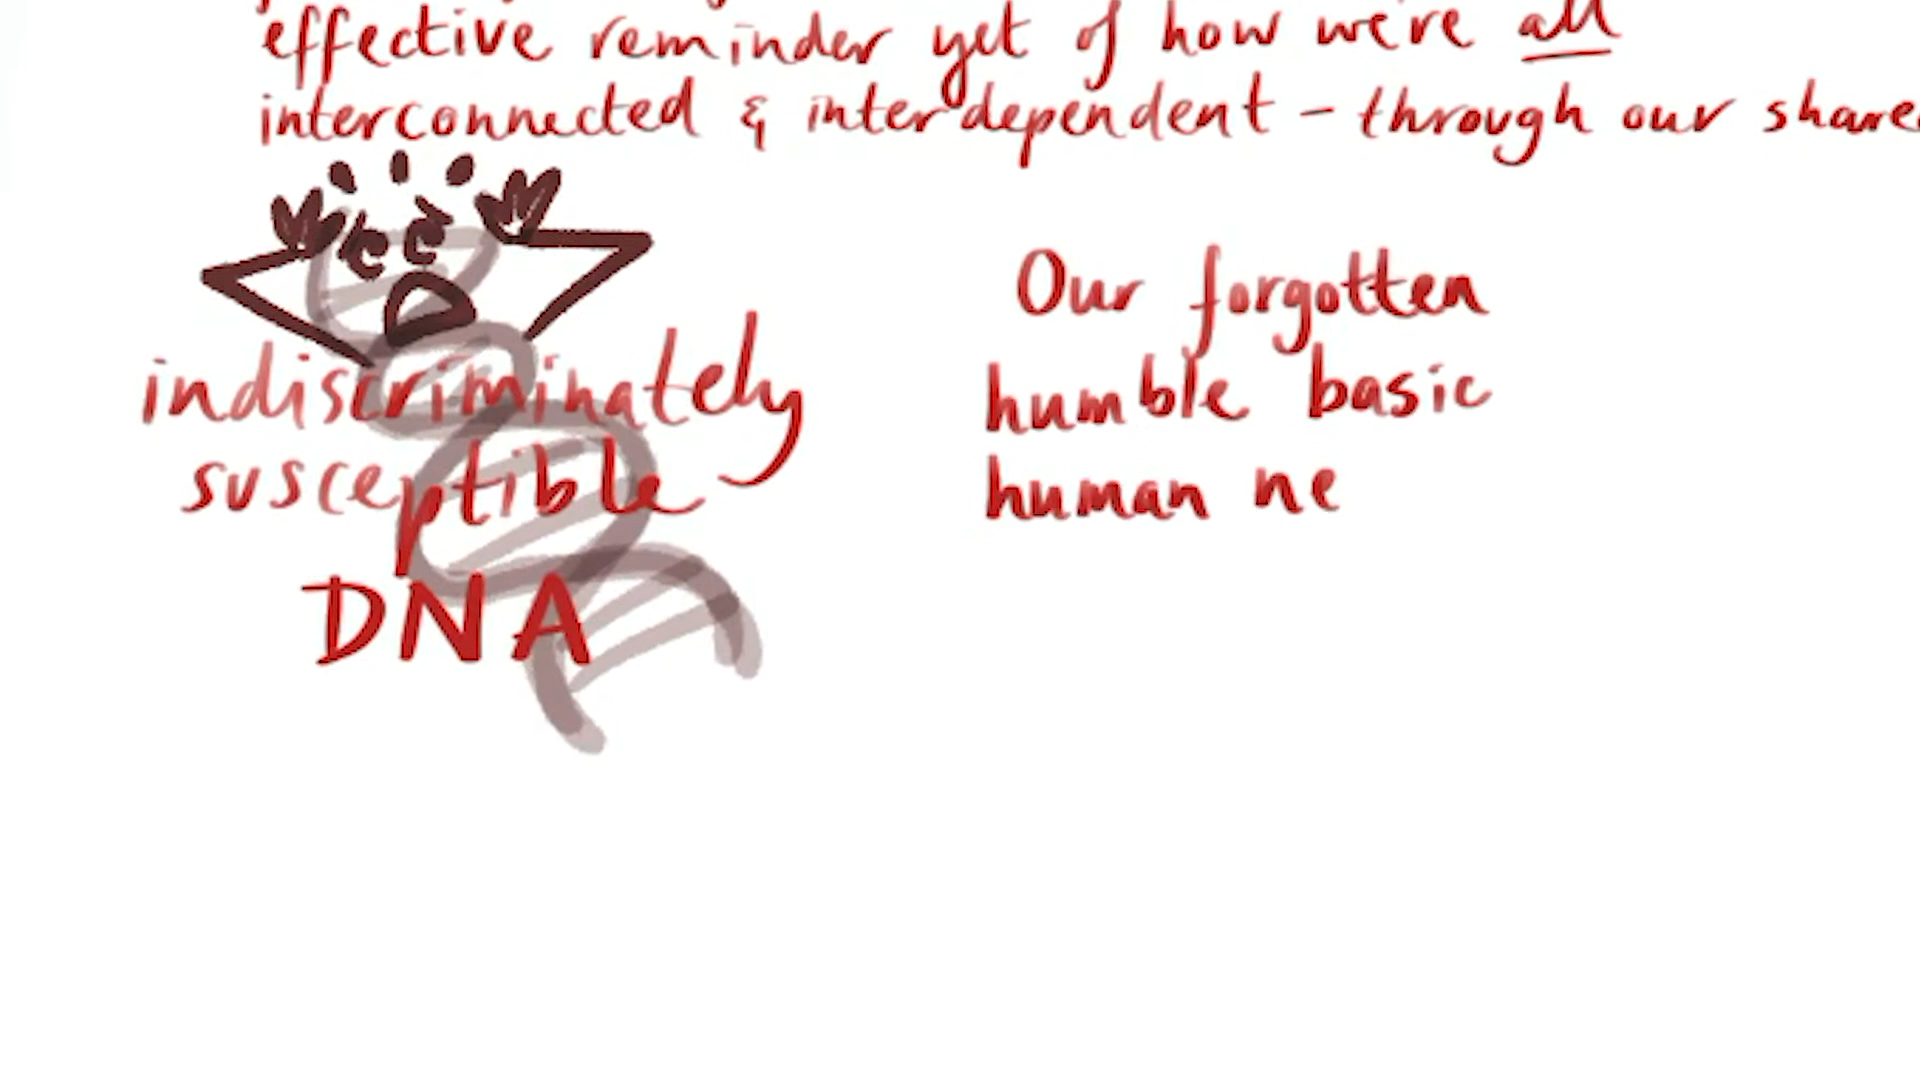 effective reminder yet of how we're all
interconnected & interdependent - through our share
indiscriminately
susceptible
DNA
Our forgotten
humble basic
human ne